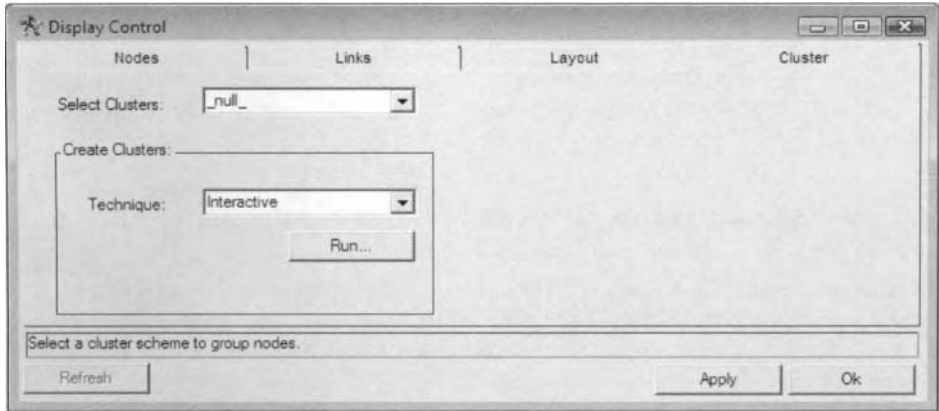 Display Control
Nodes Links Layout Cluster
Select Clusters: _null_
Create Clusters:
Technique: Interactive
Run...
Select a cluster scheme to group nodes.
Refresh Apply Ok